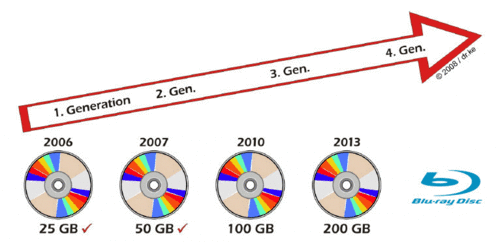 1. Generation
2. Gen.
3. Gen.
4. Gen.
© 2008 / dr.ke
2006
2007
2010
2013
25 GB ✓
50 GB ✓
100 GB
200 GB
Blu-ray Disc